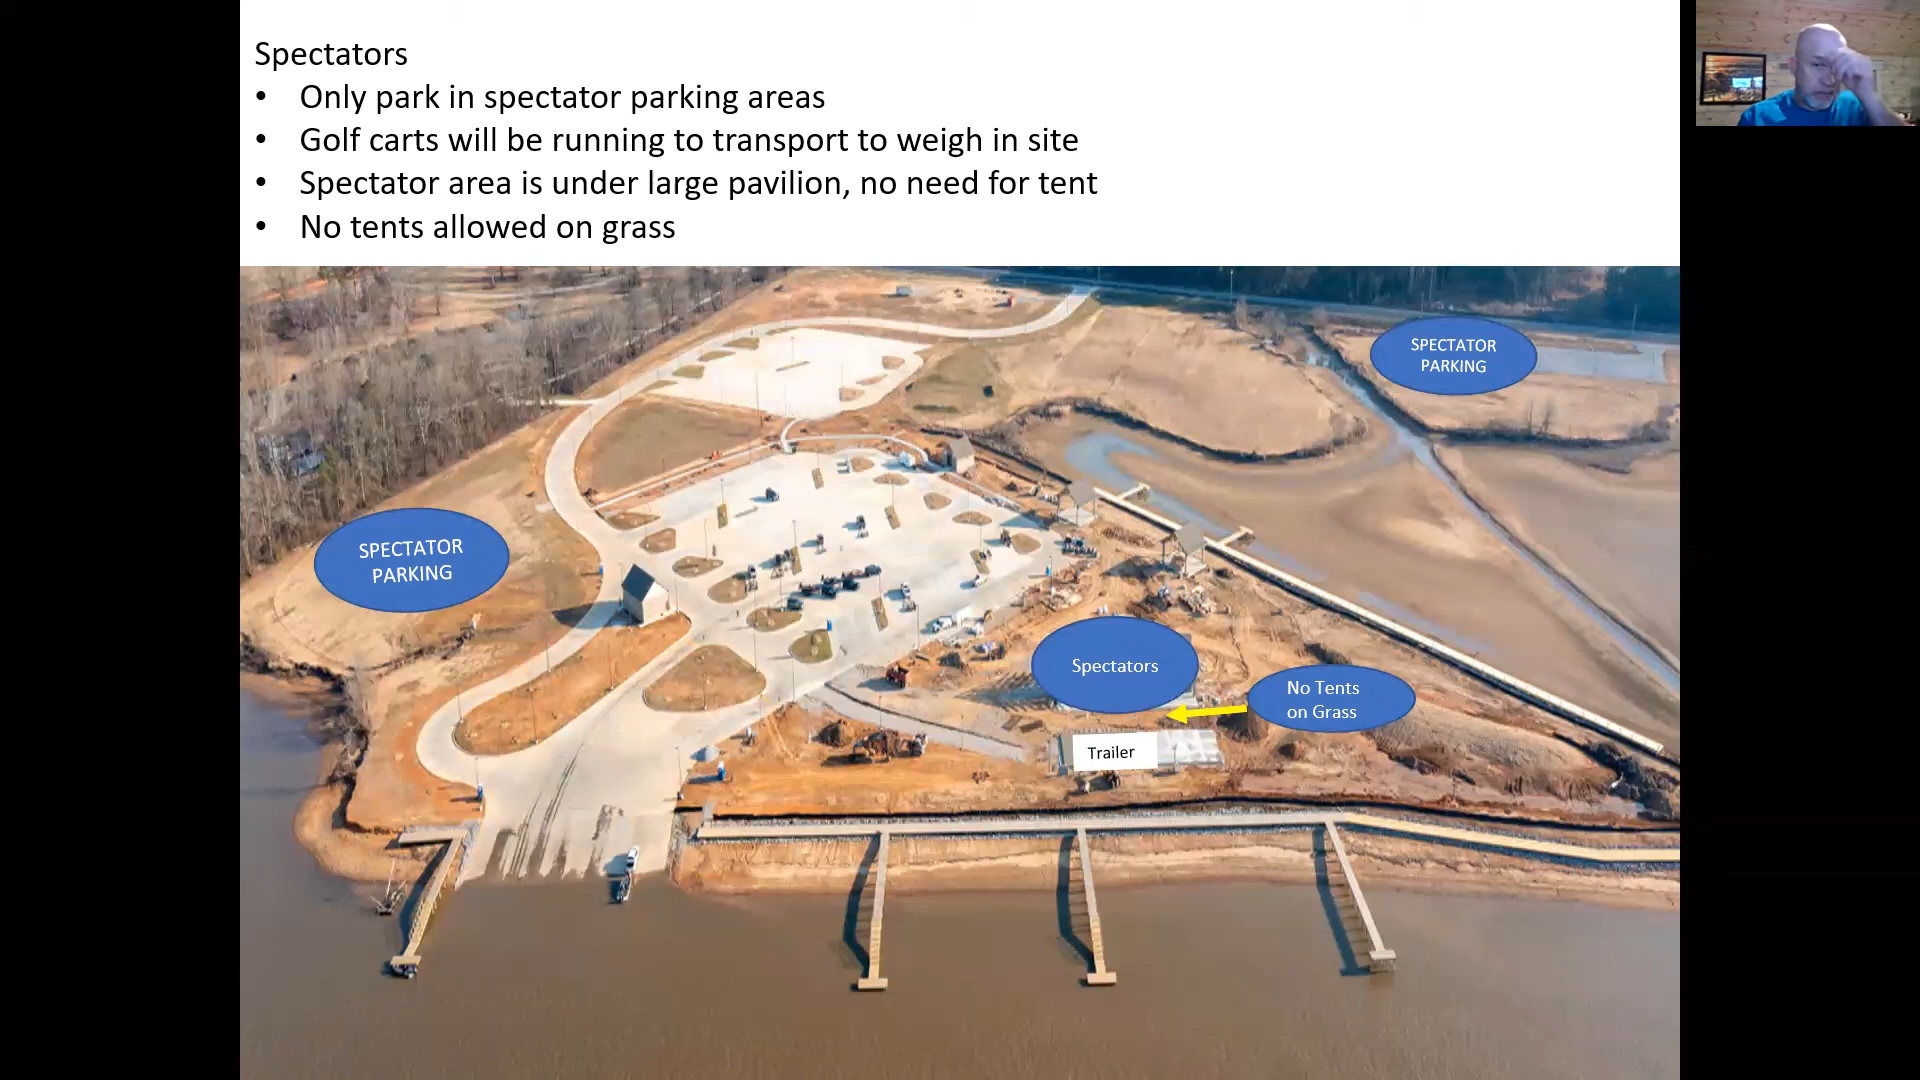 Spectators
• Only park in spectator parking areas
• Golf carts will be running to transport to weigh in site
• Spectator area is under large pavilion, no need for tent
• No tents allowed on grass
SPECTATOR
PARKING
SPECTATOR
PARKING
Spectators
No Tents
on Grass
Trailer